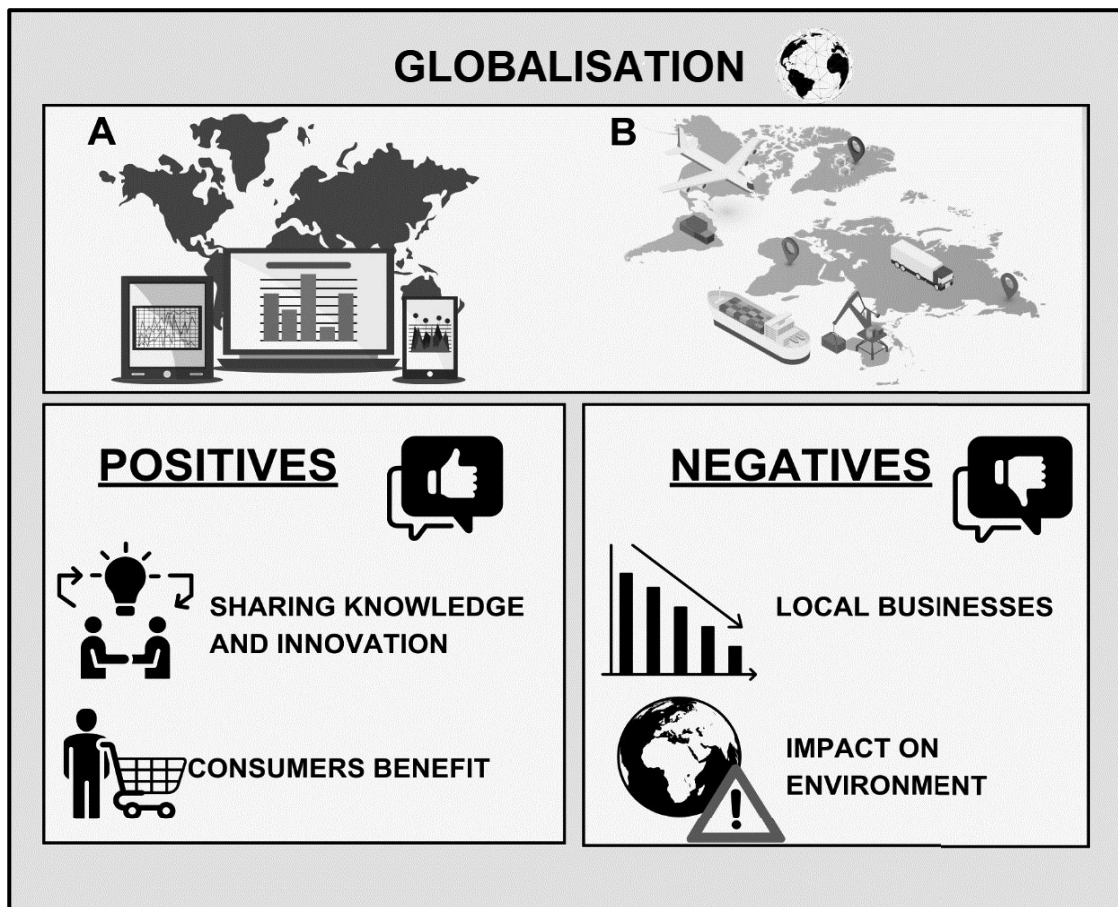 GLOBALISATION
A
B
POSITIVES
SHARING KNOWLEDGE
AND INNOVATION
CONSUMERS BENEFIT
NEGATIVES
LOCAL BUSINESSES
IMPACT ON
ENVIRONMENT